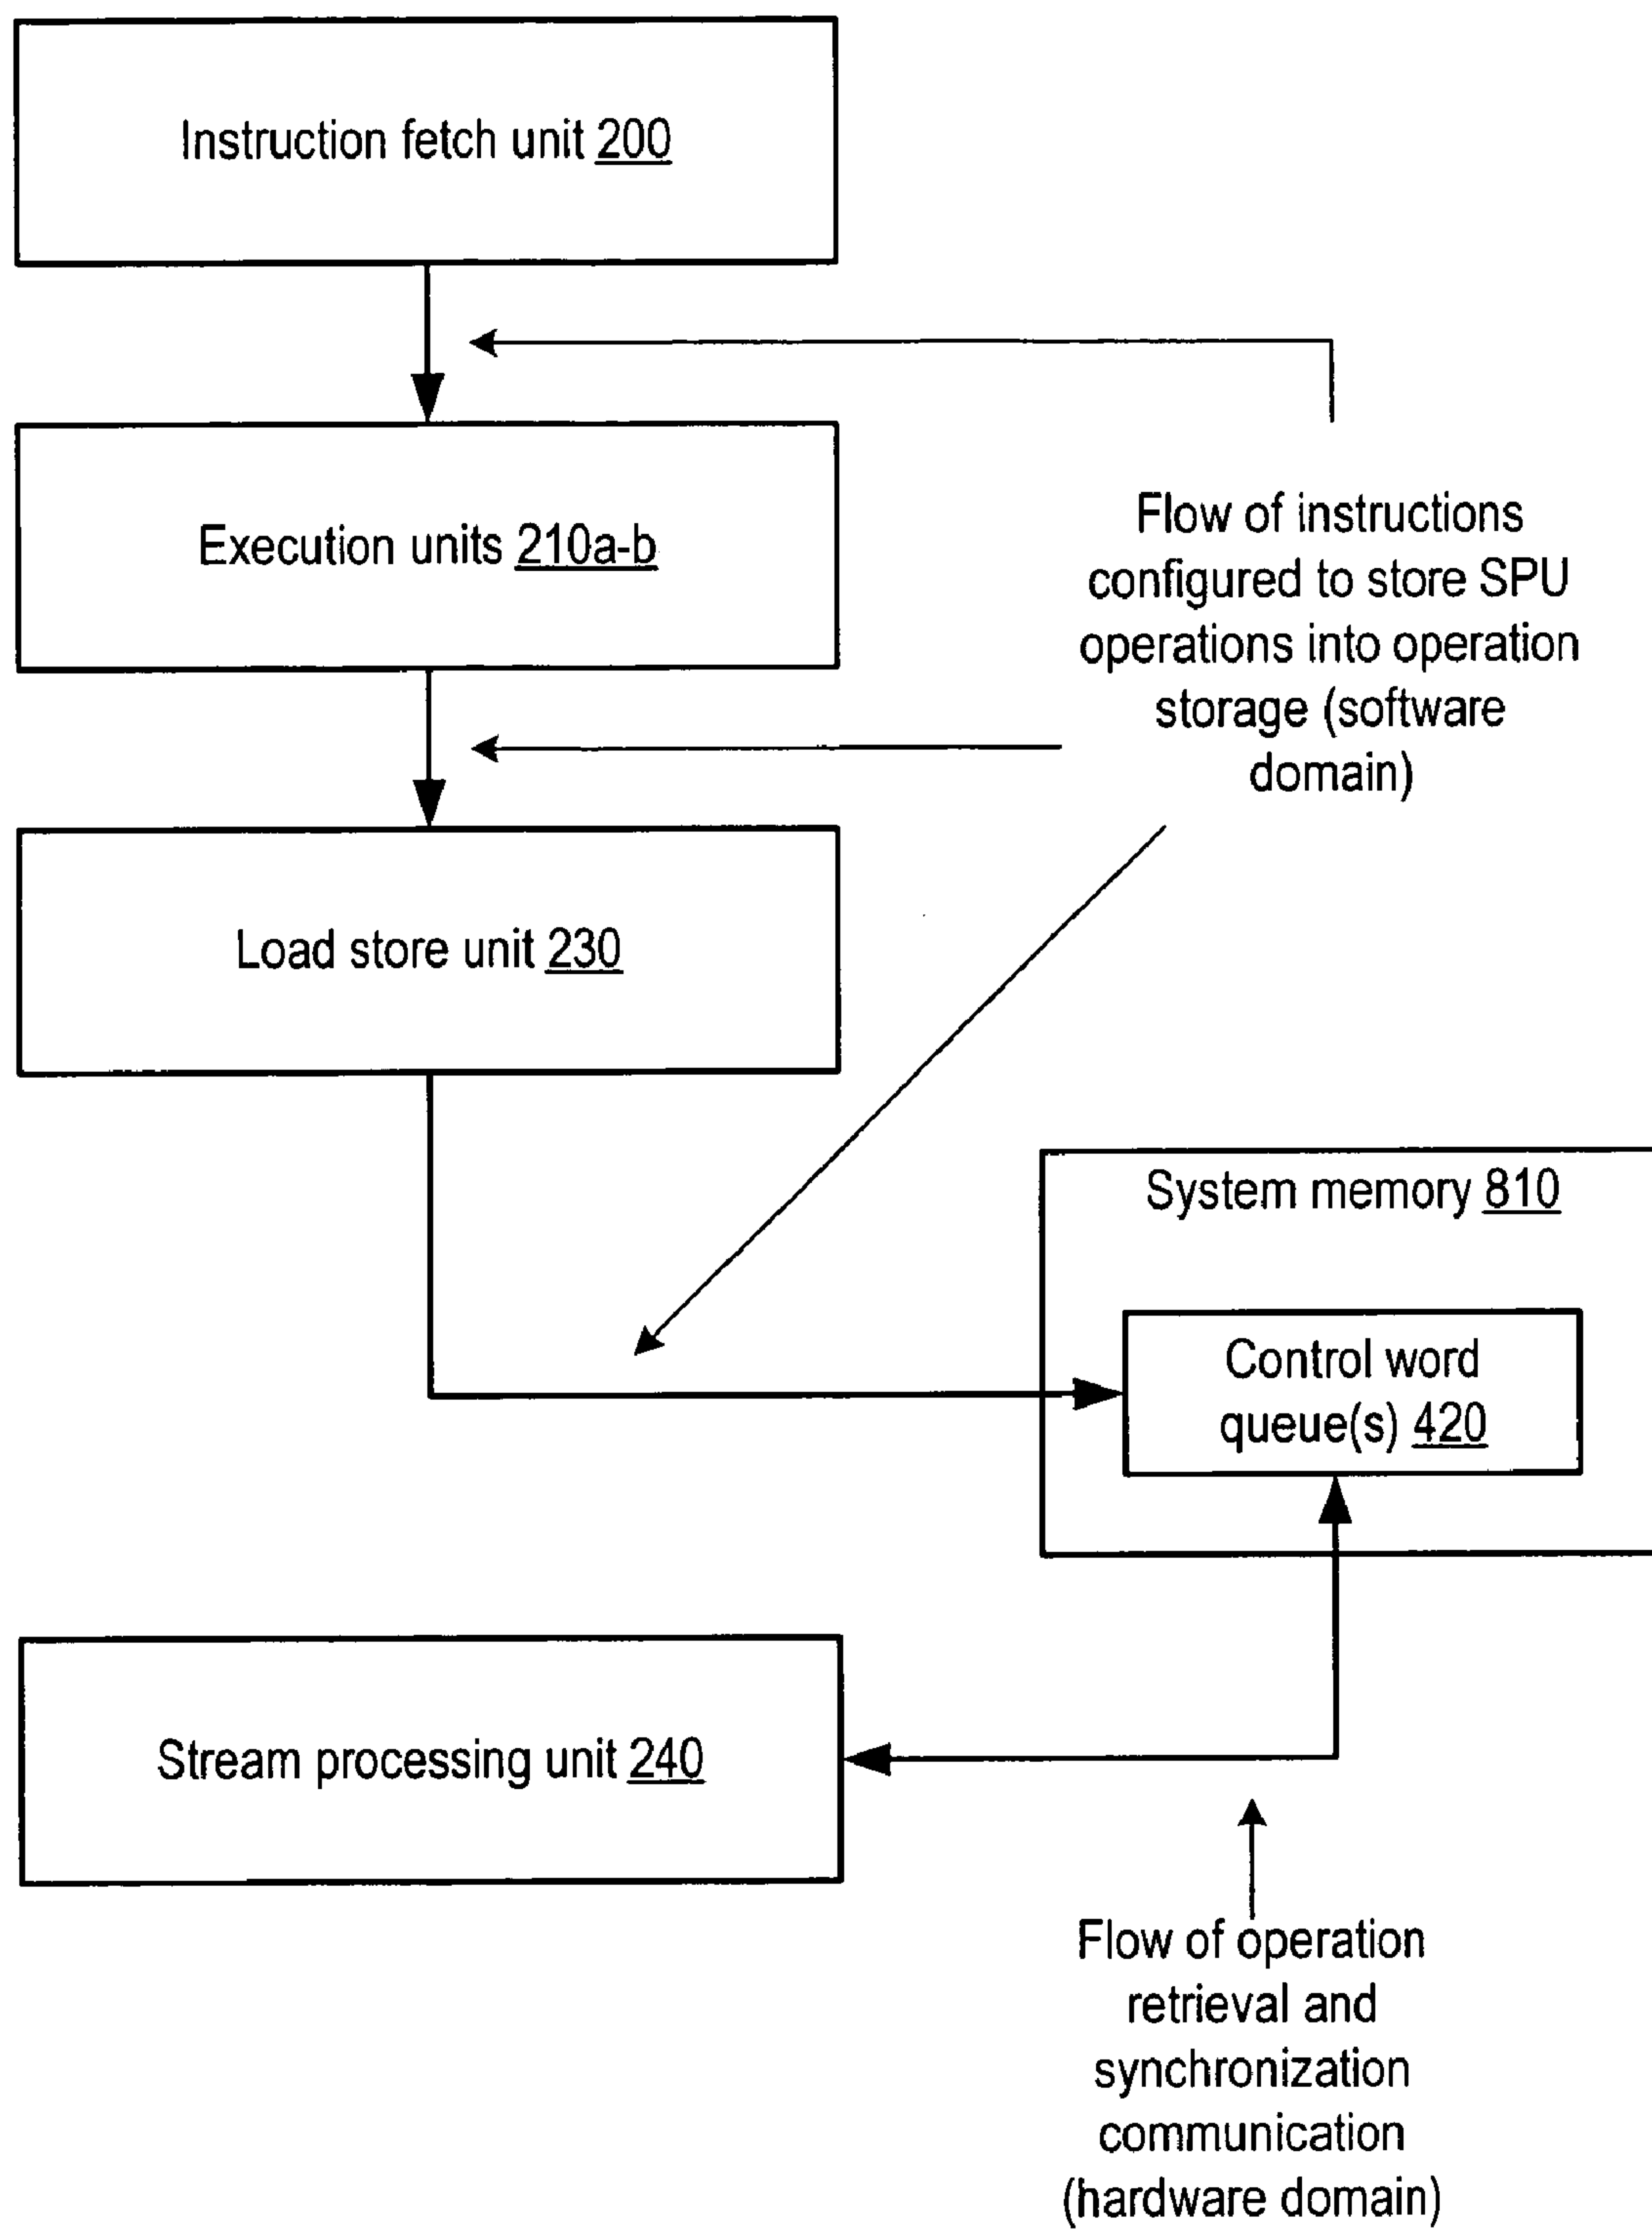 Instruction fetch unit 200
Execution units 210a-b
Flow of instructions
configured to store SPU
operations into operation
storage (software
domain)
Load store unit 230
System memory 810
Control word
queue(s) 420
Stream processing unit 240
Flow of operation
retrieval and
synchronization
communication
(hardware domain)